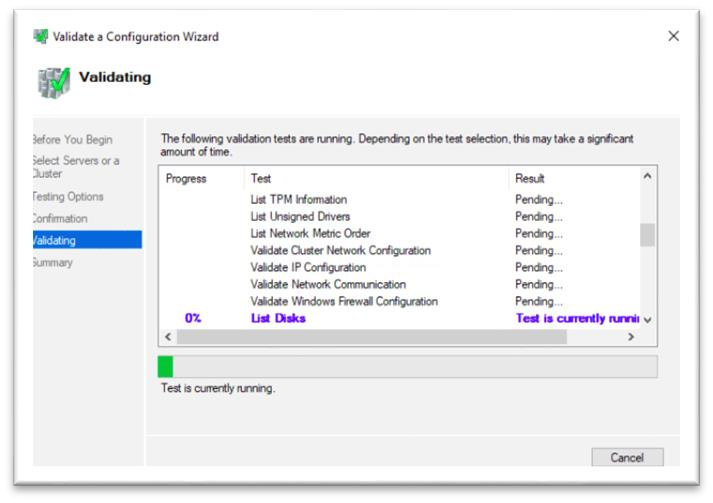 Validate a Configuration Wizard
Validating
Before You Begin
Select Servers or a
Cluster
Testing Options
Confirmation
Validating
Summary
The following validation tests are running. Depending on the test selection, this may take a significant
amount of time.
Progress Test Result
List TPM Information Pending...
List Unsigned Drivers Pending...
List Network Metric Order Pending...
Validate Cluster Network Configuration Pending...
Validate IP Configuration Pending...
Validate Network Communication Pending...
Validate Windows Firewall Configuration Pending...
0% List Disks Test is currently runni
Test is currently running.
Cancel